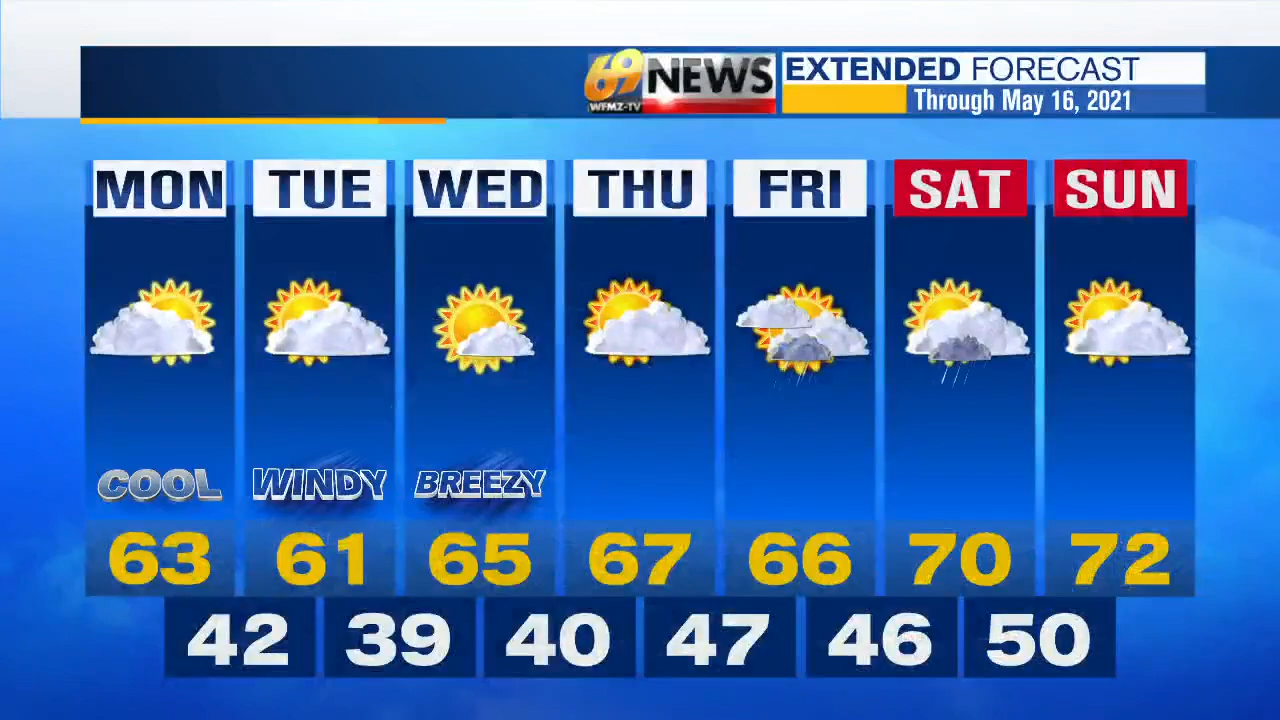 69 NEWS
WFMZ-TV
EXTENDED FORECAST
Through May 16, 2021
MON TUE WED THU FRI SAT SUN
COOL WINDY BREEZY
63 61 65 67 66 70 72
42 39 40 47 46 50